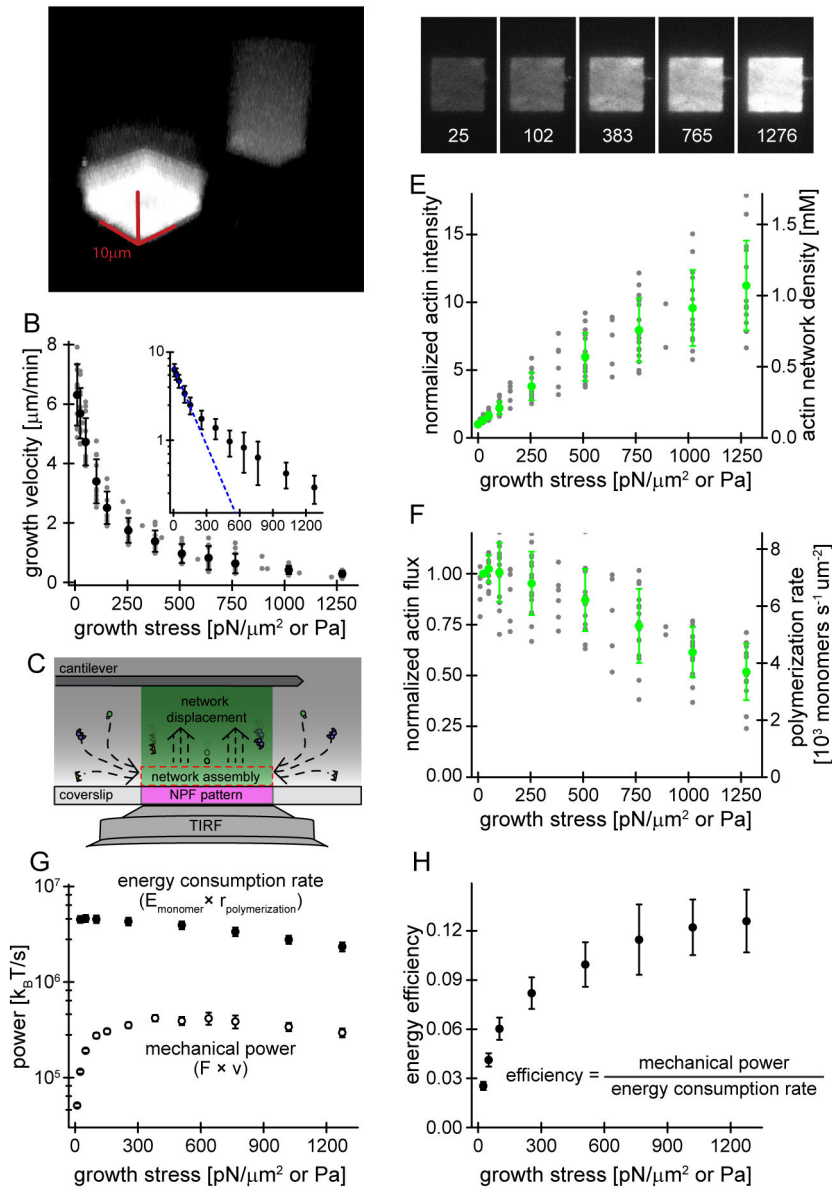 10μm
25 102 383 765 1276
B
growth velocity [μm/min]
8
6
4
2
0
10
1
0 300 600 900 1200
0 250 500 750 1000 1250
growth stress [pN/μm² or Pa]
C
cantilever
network
displacement
network assembly
coverslip
NPF pattern
TIRF
E
normalized actin intensity
15
10
5
1
actin network density [mM]
1.5
1.0
0.5
0.0
0 250 500 750 1000 1250
growth stress [pN/μm² or Pa]
F
normalized actin flux
1.00
0.75
0.50
0.25
0.00
polymerization rate
[10³ monomers s⁻¹ um⁻²]
8
6
4
2
0
0 250 500 750 1000 1250
growth stress [pN/μm² or Pa]
G
power [k_BT/s]
10⁷
10⁶
10⁵
energy consumption rate
(E_monomer × r_polymerization)
mechanical power
(F × v)
0 300 600 900 1200
growth stress [pN/μm² or Pa]
H
energy efficiency
0.12
0.09
0.06
0.03
0.00
efficiency = mechanical power
energy consumption rate
0 300 600 900 1200
growth stress [pN/μm² or Pa]